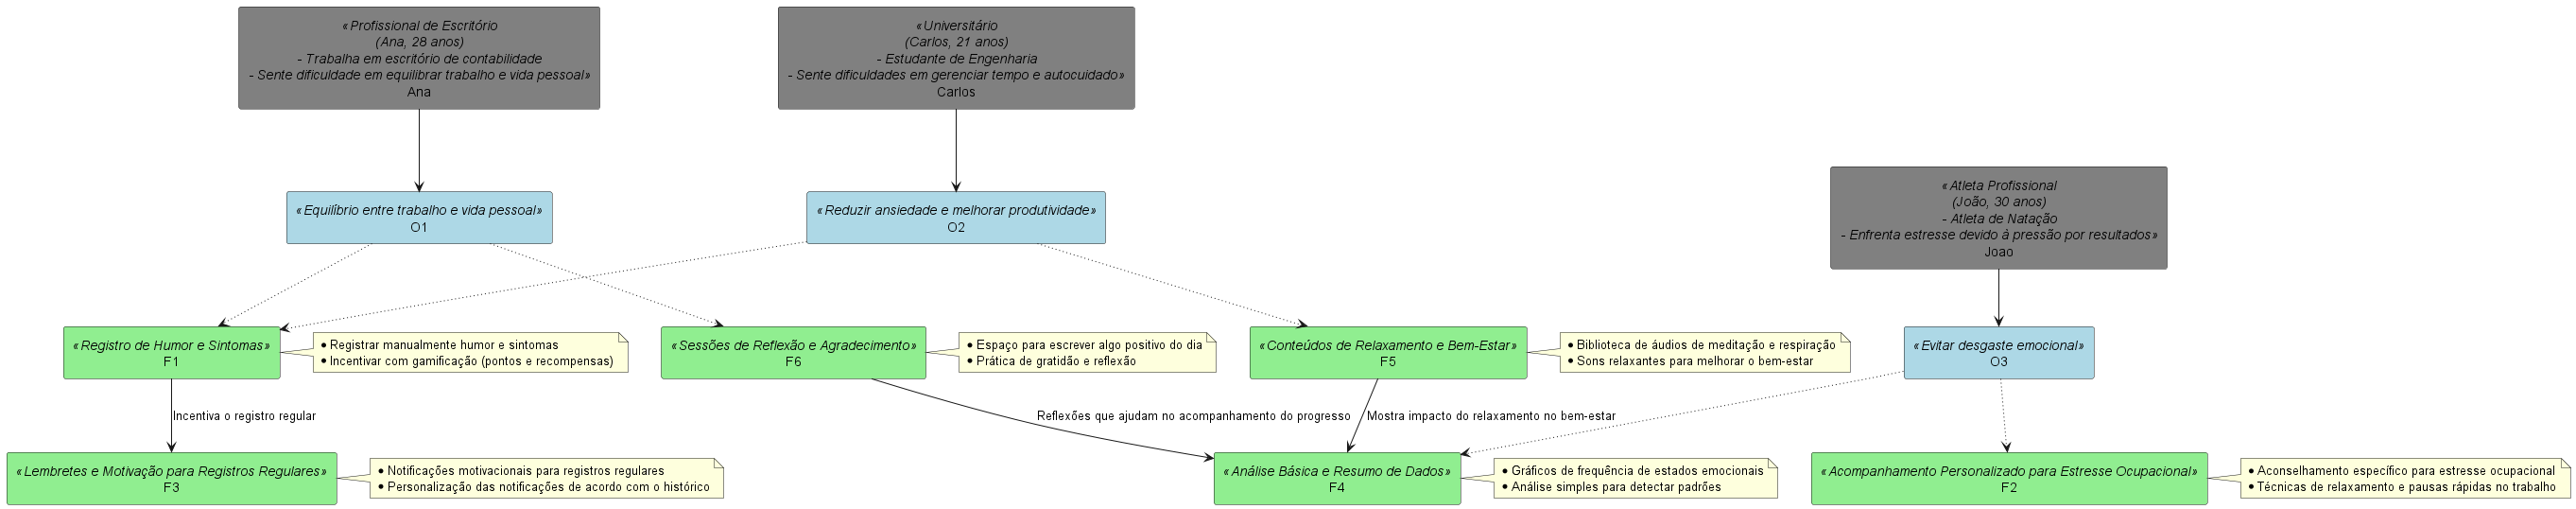 «Profissional de Escritório
(Ana, 28 anos)
- Trabalha em escritório de contabilidade
- Sente dificuldade em equilibrar trabalho e vida pessoal»
Ana
«Universitário
(Carlos, 21 anos)
- Estudante de Engenharia
- Sente dificuldades em gerenciar tempo e autocuidado»
Carlos
«Atleta Profissional
(João, 30 anos)
- Atleta de Natação
- Enfrenta estresse devido à pressão por resultados»
Joao
«Equilíbrio entre trabalho e vida pessoal»
O1
«Reduzir ansiedade e melhorar produtividade»
O2
«Registro de Humor e Sintomas»
F1
• Registrar manualmente humor e sintomas
• Incentivar com gamificação (pontos e recompensas)
«Sessões de Reflexão e Agradecimento»
F6
• Espaço para escrever algo positivo do dia
• Prática de gratidão e reflexão
«Conteúdos de Relaxamento e Bem-Estar»
F5
• Biblioteca de áudios de meditação e respiração
• Sons relaxantes para melhorar o bem-estar
«Evitar desgaste emocional»
O3
Incentiva o registro regular
Reflexões que ajudam no acompanhamento do progresso
Mostra impacto do relaxamento no bem-estar
«Lembretes e Motivação para Registros Regulares»
F3
• Notificações motivacionais para registros regulares
• Personalização das notificações de acordo com o histórico
«Análise Básica e Resumo de Dados»
F4
• Gráficos de frequência de estados emocionais
• Análise simples para detectar padrões
«Acompanhamento Personalizado para Estresse Ocupacional»
F2
• Aconselhamento específico para estresse ocupacional
• Técnicas de relaxamento e pausas rápidas no trabalho